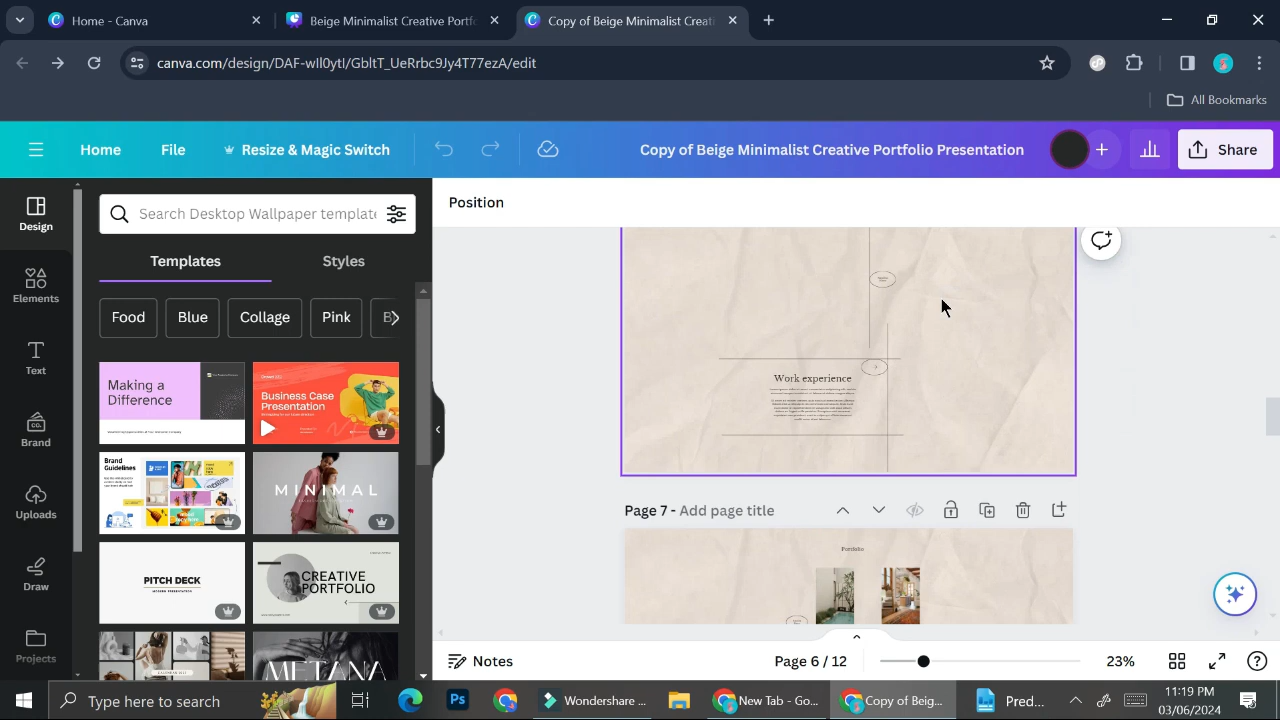 Home - Canva
Beige Minimalist Creative Portfo
Copy of Beige Minimalist Creati
canva.com/design/DAF-wII0ytI/GbltT_UeRrbc9Jy4T77ezA/edit
All Bookmarks
Home
File
Resize & Magic Switch
Copy of Beige Minimalist Creative Portfolio Presentation
Share
Design
Elements
Text
Brand
Uploads
Draw
Projects
Search Desktop Wallpaper template
Templates
Styles
Food
Blue
Collage
Pink
B
Making a
Difference
Business Case
Presentation
Brand
Guidelines
MINIMAL
PITCH DECK
CREATIVE
PORTFOLIO
METANA
Position
Work experience
Page 7 - Add page title
Portfolio
Notes
Page 6 / 12
23%
Type here to search
Wondershare ...
New Tab - Go...
Copy of Beig...
Pred...
11:19 PM
03/06/2024